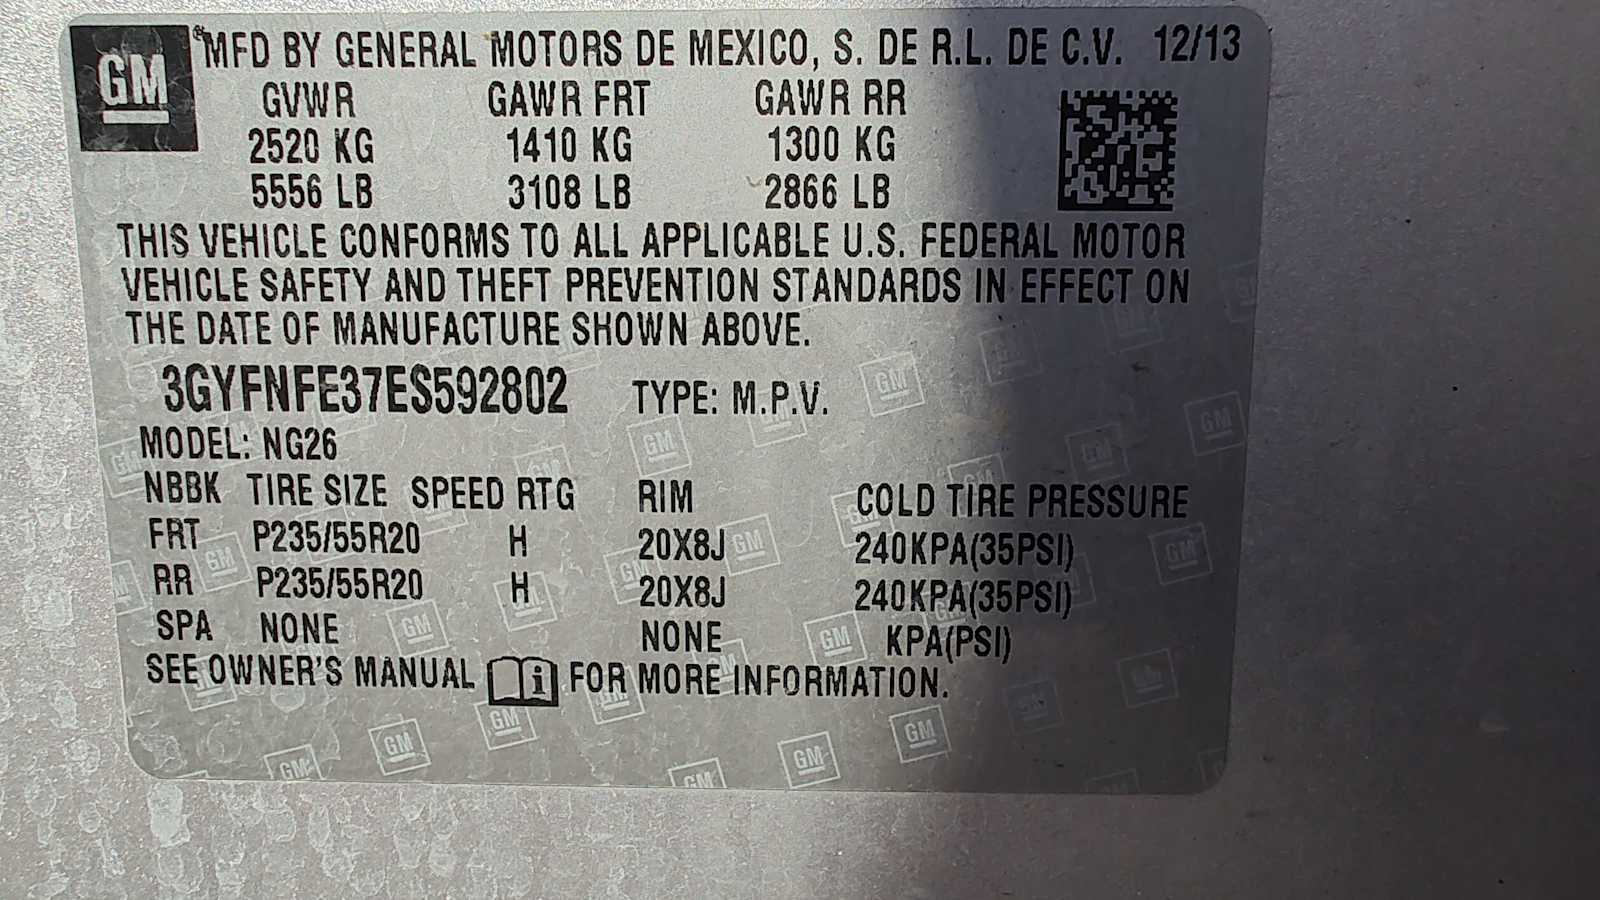 GM
® MFD BY GENERAL MOTORS DE MEXICO, S. DE R.L. DE C.V. 12/13
GVWR GAWR FRT GAWR RR
2520 KG 1410 KG 1300 KG
5556 LB 3108 LB 2866 LB
THIS VEHICLE CONFORMS TO ALL APPLICABLE U.S. FEDERAL MOTOR
VEHICLE SAFETY AND THEFT PREVENTION STANDARDS IN EFFECT ON
THE DATE OF MANUFACTURE SHOWN ABOVE.
3GYFNFE37ES592802 TYPE: M.P.V.
MODEL: NG26
NBBK TIRE SIZE SPEED RTG RIM COLD TIRE PRESSURE
FRT P235/55R20 H 20X8J 240KPA(35PSI)
RR P235/55R20 H 20X8J 240KPA(35PSI)
SPA NONE NONE KPA(PSI)
SEE OWNER'S MANUAL i FOR MORE INFORMATION.